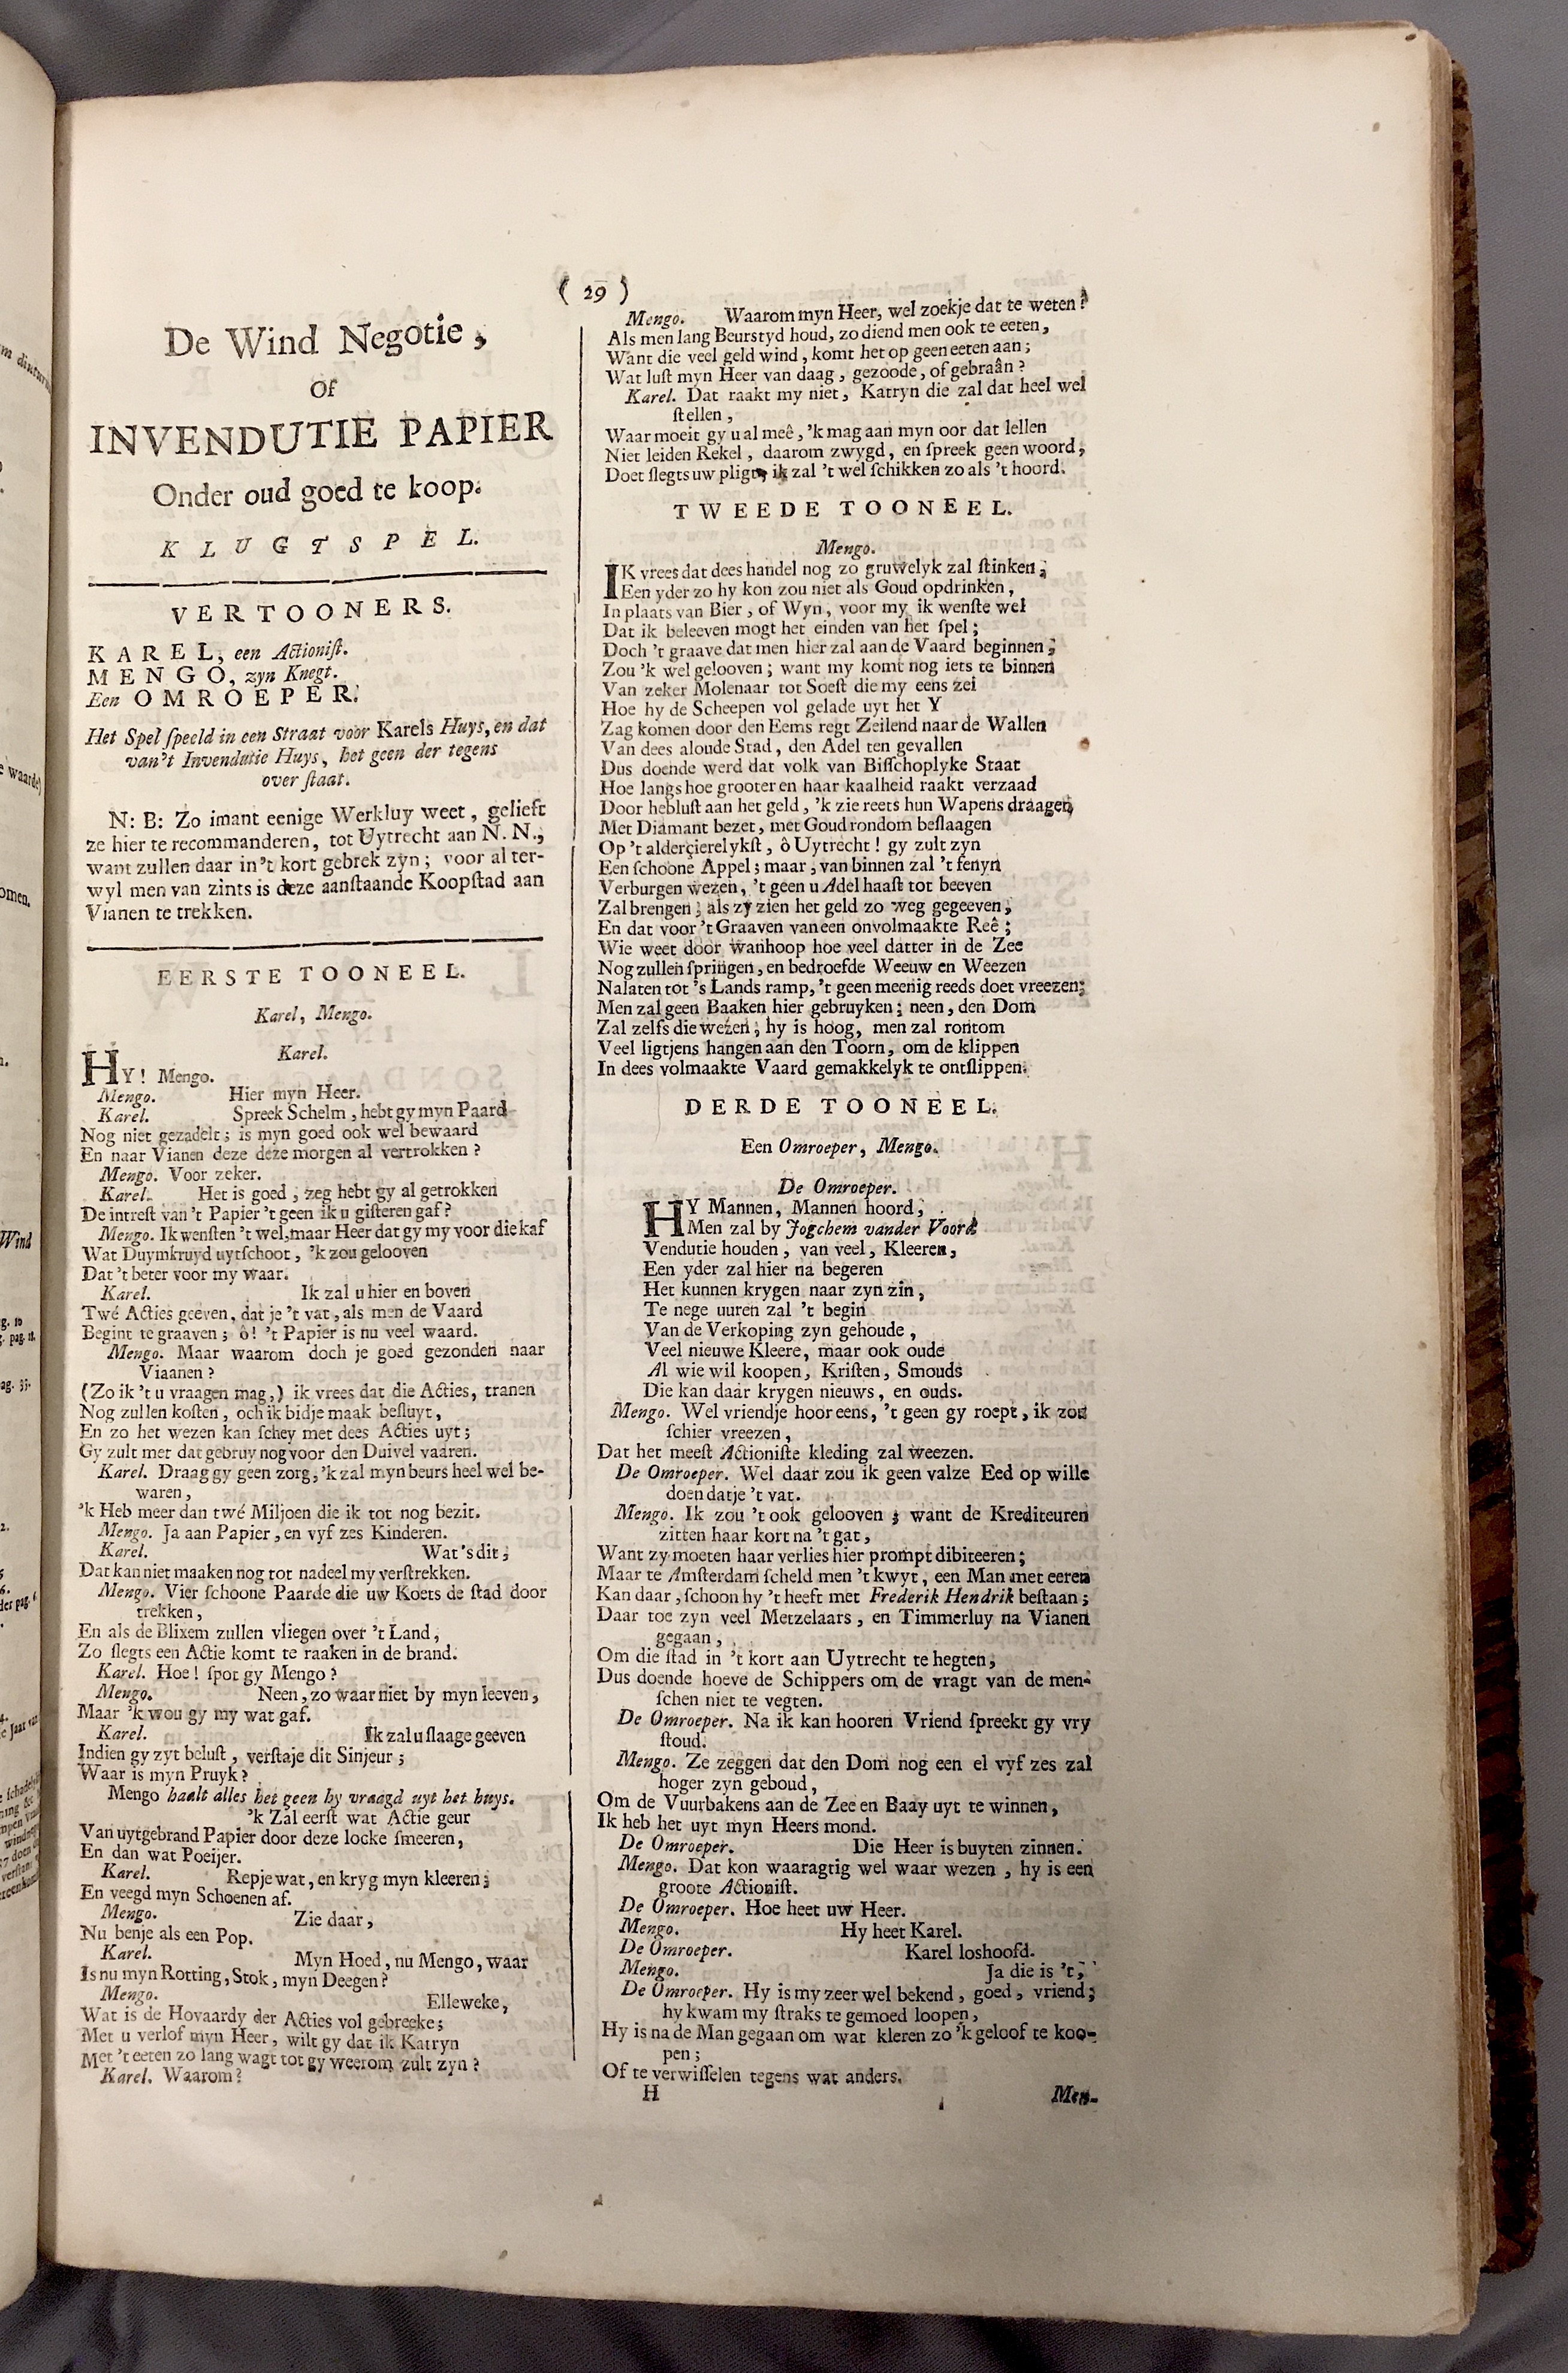 ( 29 )
De Wind Negotie,
Of
INVENDUTIE PAPIER
Onder oud goed te koop.
KLUGTSPEL.
VERTOONERS.
KAREL, een Actioniſt.
MENGO, zyn Knegt.
Een OMROEPER.
Het Spel ſpeeld in een Straat voor Karels Huys, en dat
van't Invendutie Huys, het geen der tegens
over ſtaat.
N: B: Zo imant eenige Werkluy weet, gelieft
ze hier te recommanderen, tot Uytrecht aan N. N.,
want zullen daar in't kort gebrek zyn; voor al ter-
wyl men van zints is deze aanſtaande Koopſtad aan
Vianen te trekken.
EERSTE TOONEEL.
Karel, Mengo.
Karel.
HY! Mengo.
Mengo. Hier myn Heer.
Karel. Spreek Schelm, hebt gy myn Paard
Nog niet gezadelt; is myn goed ook wel bewaard
En naar Vianen deze deze morgen al vertrokken?
Mengo. Voor zeker.
Karel. Het is goed, zeg hebt gy al getrokken
De intreſt van't Papier 't geen ik u giſteren gaf?
Mengo. Ik wenſten 't wel, maar Heer dat gy my voor die kaf
Wat Duymkruyd uytſchoot, 'k zou gelooven
Dat 't beter voor my waar.
Karel. Ik zal u hier en boven
Twé Acties geeven, dat je 't vat, als men de Vaard
Begint te graaven; ô! 't Papier is nu veel waard.
Mengo. Maar waarom doch je goed gezonden naar
Viaanen?
(Zo ik 't u vraagen mag,) ik vrees dat die Acties, tranen
Nog zullen koſten, och ik bidje maak beſluyt,
En zo het wezen kan ſchey met dees Acties uyt;
Gy zult met dat gebruy nog voor den Duivel vaaren.
Karel. Draag gy geen zorg, 'k zal myn beurs heel wel be-
waren,
'k Heb meer dan twé Miljoen die ik tot nog bezit.
Mengo. Ja aan Papier, en vyf zes Kinderen.
Karel. Wat's dit;
Dat kan niet maaken nog tot nadeel my verſtrekken.
Mengo. Vier ſchoone Paarde die uw Koets de ſtad door
trekken,
En als de Blixem zullen vliegen over 't Land,
Zo ſlegts een Actie komt te raaken in de brand.
Karel. Hoe! ſpot gy Mengo?
Mengo. Neen, zo waar niet by myn leeven,
Maar 'k wou gy my wat gaf.
Karel. Ik zal u ſlaage geeven
Indien gy zyt beluſt, verſtaje dit Sinjeur;
Waar is myn Pruyk?
Mengo haalt alles het geen hy vraagd uyt het huys.
'k Zal eerſt wat Actie geur
Van uytgebrand Papier door deze locke ſmeeren,
En dan wat Poeijer.
Karel. Repje wat, en kryg myn kleeren;
En veegd myn Schoenen af.
Mengo. Zie daar,
Nu benje als een Pop.
Karel. Myn Hoed, nu Mengo, waar
Is nu myn Rotting, Stok, myn Deegen?
Mengo. Elleweke,
Wat is de Hovaardy der Acties vol gebreeke;
Met u verlof myn Heer, wilt gy dat ik Katryn
Met 't eeten zo lang wagt tot gy weerom zult zyn?
Karel. Waarom?
Mengo. Waarom myn Heer, wel zoekje dat te weten?
Als men lang Beurstyd houd, zo diend men ook te eeten,
Want die veel geld wind, komt het op geen eeten aan;
Wat luſt myn Heer van daag, gezoode, of gebraân?
Karel. Dat raakt my niet, Katryn die zal dat heel wel
ſtellen,
Waar moeit gy u al meê, 'k mag aan myn oor dat lellen
Niet leiden Rekel, daarom zwygd, en ſpreek geen woord,
Doet ſlegts uw pligt, ik zal 't wel ſchikken zo als 't hoord.
TWEEDE TOONEEL.
Mengo.
IK vrees dat dees handel nog zo gruwelyk zal ſtinken;
Een yder zo hy kon zou niet als Goud opdrinken,
In plaats van Bier, of Wyn, voor my ik wenſte wel
Dat ik beleeven mogt het einden van het ſpel;
Doch 't graave dat men hier zal aan de Vaard beginnen;
Zou 'k wel gelooven; want my komt nog iets te binnen
Van zeker Molenaar tot Soeſt die my eens zei
Hoe hy de Scheepen vol gelade uyt het Y
Zag komen door den Eems regt Zeilend naar de Wallen
Van dees aloude Stad, den Adel ten gevallen
Dus doende werd dat volk van Biſſchoplyke Staat
Hoe langs hoe grooter en haar kaalheid raakt verzaad
Door hebluſt aan het geld, 'k zie reets hun Wapens draagen,
Met Diamant bezet, met Goud rondom beſlaagen
Op 't alderçierelykſt, ô Uytrecht! gy zult zyn
Een ſchoone Appel; maar, van binnen zal 't fenyn
Verburgen wezen, 't geen u Adel haaſt tot beeven
Zal brengen; als zy zien het geld zo weg gegeeven,
En dat voor 't Graaven van een onvolmaakte Reê;
Wie weet door wanhoop hoe veel datter in de Zee
Nog zullen ſpringen, en bedroefde Weeuw en Weezen
Nalaten tot 's Lands ramp, 't geen meenig reeds doet vreezen;
Men zal geen Baaken hier gebruyken; neen, den Dom
Zal zelfs die wezen; hy is hoog, men zal rontom
Veel ligtjens hangen aan den Toorn, om de klippen
In dees volmaakte Vaard gemakkelyk te ontſlippen.
DERDE TOONEEL.
Een Omroeper, Mengo.
De Omroeper.
HY Mannen, Mannen hoord,
Men zal by Jogchem vander Voord
Vendutie houden, van veel, Kleeren,
Een yder zal hier na begeren
Het kunnen krygen naar zyn zin,
Te nege uuren zal 't begin
Van de Verkoping zyn gehoude,
Veel nieuwe Kleere, maar ook oude
Al wie wil koopen, Kriſten, Smouds
Die kan daar krygen nieuws, en ouds.
Mengo. Wel vriendje hoor eens, 't geen gy roept, ik zou
ſchier vreezen,
Dat het meeſt Actioniſte kleding zal weezen.
De Omroeper. Wel daar zou ik geen valze Eed op wille
doen datje 't vat.
Mengo. Ik zou 't ook gelooven; want de Krediteuren
zitten haar kort na 't gat,
Want zy moeten haar verlies hier prompt dibiteeren;
Maar te Amſterdam ſcheld men 't kwyt, een Man met eeren
Kan daar, ſchoon hy 't heeft met Frederik Hendrik beſtaan;
Daar toe zyn veel Metzelaars, en Timmerluy na Vianen
gegaan,
Om die ſtad in 't kort aan Uytrecht te hegten,
Dus doende hoeve de Schippers om de vragt van de men-
ſchen niet te vegten.
De Omroeper. Na ik kan hooren Vriend ſpreekt gy vry
ſtoud.
Mengo. Ze zeggen dat den Dom nog een el vyf zes zal
hoger zyn geboud,
Om de Vuurbakens aan de Zee en Baay uyt te winnen,
Ik heb het uyt myn Heers mond.
De Omroeper. Die Heer is buyten zinnen.
Mengo. Dat kon waaragtig wel waar wezen, hy is een
groote Actioniſt.
De Omroeper. Hoe heet uw Heer.
Mengo. Hy heet Karel.
De Omroeper. Karel loshoofd.
Mengo. Ja die is 't;
De Omroeper. Hy is my zeer wel bekend, goed, vriend;
hy kwam my ſtraks te gemoed loopen,
Hy is na de Man gegaan om wat kleren zo 'k geloof te koo-
pen;
Of te verwiſſelen tegens wat anders.
H Men-